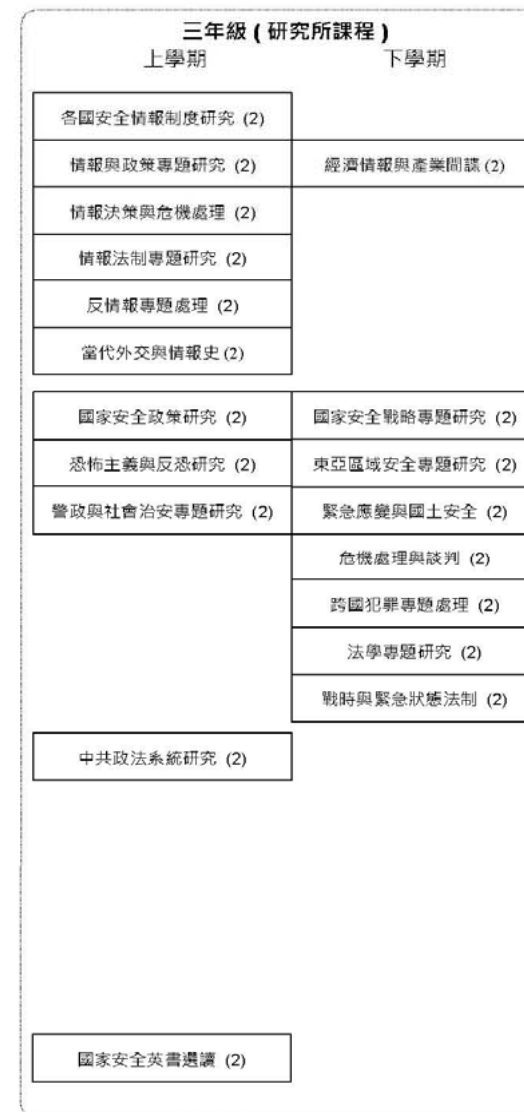 三年級 ( 研究所課程 )
上學期 下學期
各國安全情報制度研究 (2)
情報與政策專題研究 (2) 經濟情報與產業間諜 (2)
情報決策與危機處理 (2)
情報法制專題研究 (2)
反情報專題處理 (2)
當代外交與情報史 (2)
國家安全政策研究 (2) 國家安全戰略專題研究 (2)
恐怖主義與反恐研究 (2) 東亞區域安全專題研究 (2)
警政與社會治安專題研究 (2) 緊急應變與國土安全 (2)
危機處理與談判 (2)
跨國犯罪專題處理 (2)
法學專題研究 (2)
戰時與緊急狀態法制 (2)
中共政法系統研究 (2)
國家安全英書選讀 (2)